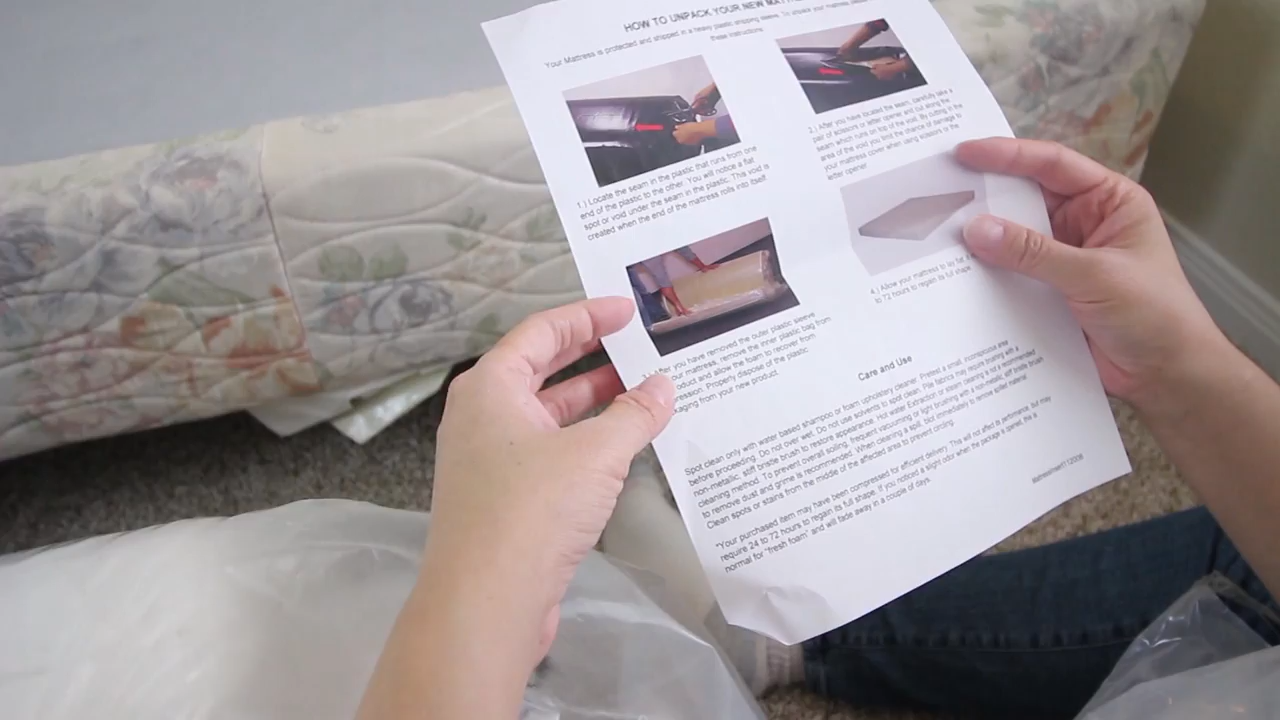 HOW TO UNPACK YOUR NEW
Your Mattress is protected and shipped in a heavy plastic shipping sleeve. To unpack your mattress please
these instructions
1.) Locate the seam in the plastic that runs from one
end of the plastic to the other. You will notice a flat
spot or void under the seam in the plastic. This void is
created when the end of the mattress rolls into itself.
2.) After you have located the seam, carefully take a
pair of scissors or letter opener and cut along the
seam which runs on top of the void. By cutting in the
area of the void you limit the chance of damage to
your mattress cover when using scissors or the
letter opener.
After you have removed the outer plastic sleeve
our mattress, remove the inner plastic bag from
product and allow the foam to recover from
ression. Properly dispose of the plastic
kaging from your new product.
4.) Allow your mattress to lay flat
to 72 hours to regain its full shape
Care and Use
Spot clean only with water based shampoo or foam upholstery cleaner. Pretest a small, inconspicuous area
before proceeding. Do not over wet. Do not use solvents to spot clean. Pile fabrics may require brushing with a
non-metallic, stiff bristle brush to restore appearance. Hot water Extraction or steam cleaning is not a recommended
cleaning method. To prevent overall soiling, frequent vacuuming or light brushing with a non-metallic, stiff bristle brush
to remove dust and grime is recommended. When cleaning a spill, blot immediately to remove spilled material.
Clean spots or stains from the middle of the affected area to prevent circling.
*Your purchased item may have been compressed for efficient delivery. This will not affect its performance, but may
require 24 to 72 hours to regain its full shape. If you noticed a slight odor when the package is opened, this is
normal for "fresh foam" and will fade away in a couple of days.